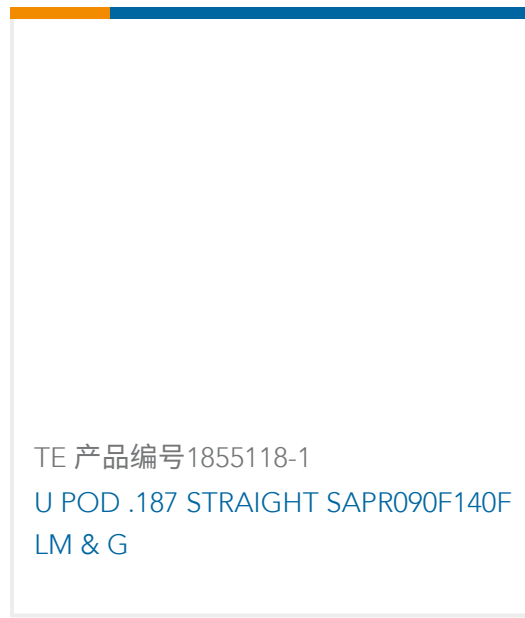 TE 产品编号1855118-1
U POD .187 STRAIGHT SAPR090F140F
LM & G